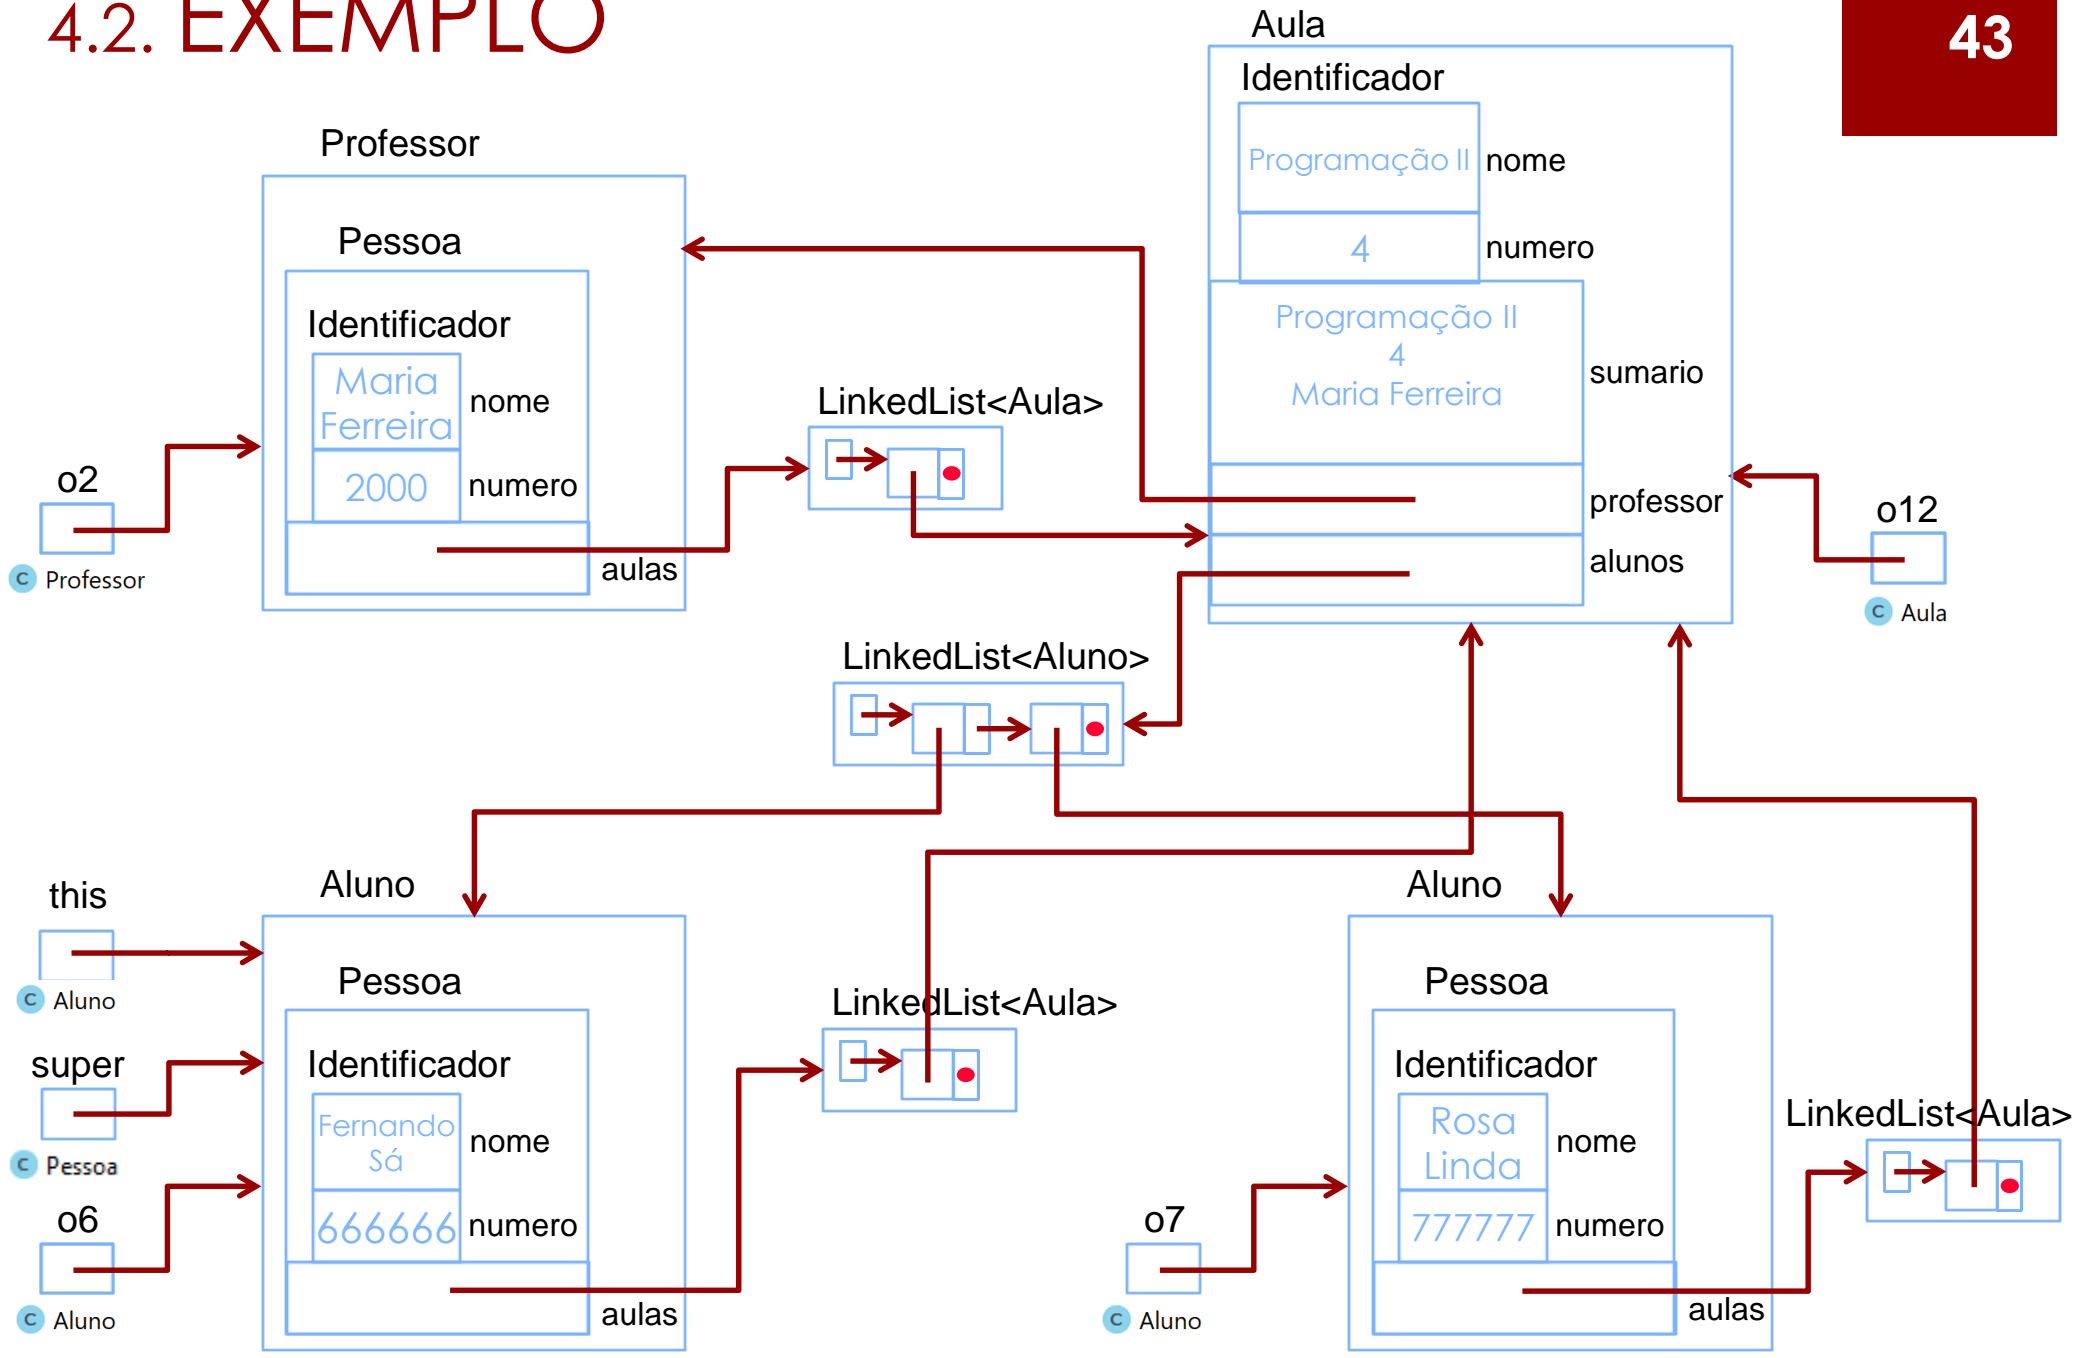 4.2. EXEMPLO
43
Aula
Identificador
Programação II
nome
4
numero
Programação II
4
Maria Ferreira
sumario
professor
alunos
o12
C Aula
Professor
Pessoa
Identificador
Maria
Ferreira
nome
2000
numero
aulas
o2
C Professor
LinkedList<Aula>
LinkedList<Aluno>
this
C Aluno
super
C Pessoa
o6
C Aluno
Aluno
Pessoa
Identificador
Fernando
Sá
nome
666666
numero
aulas
LinkedList<Aula>
Aluno
Pessoa
Identificador
Rosa
Linda
nome
777777
numero
aulas
o7
C Aluno
LinkedList<Aula>